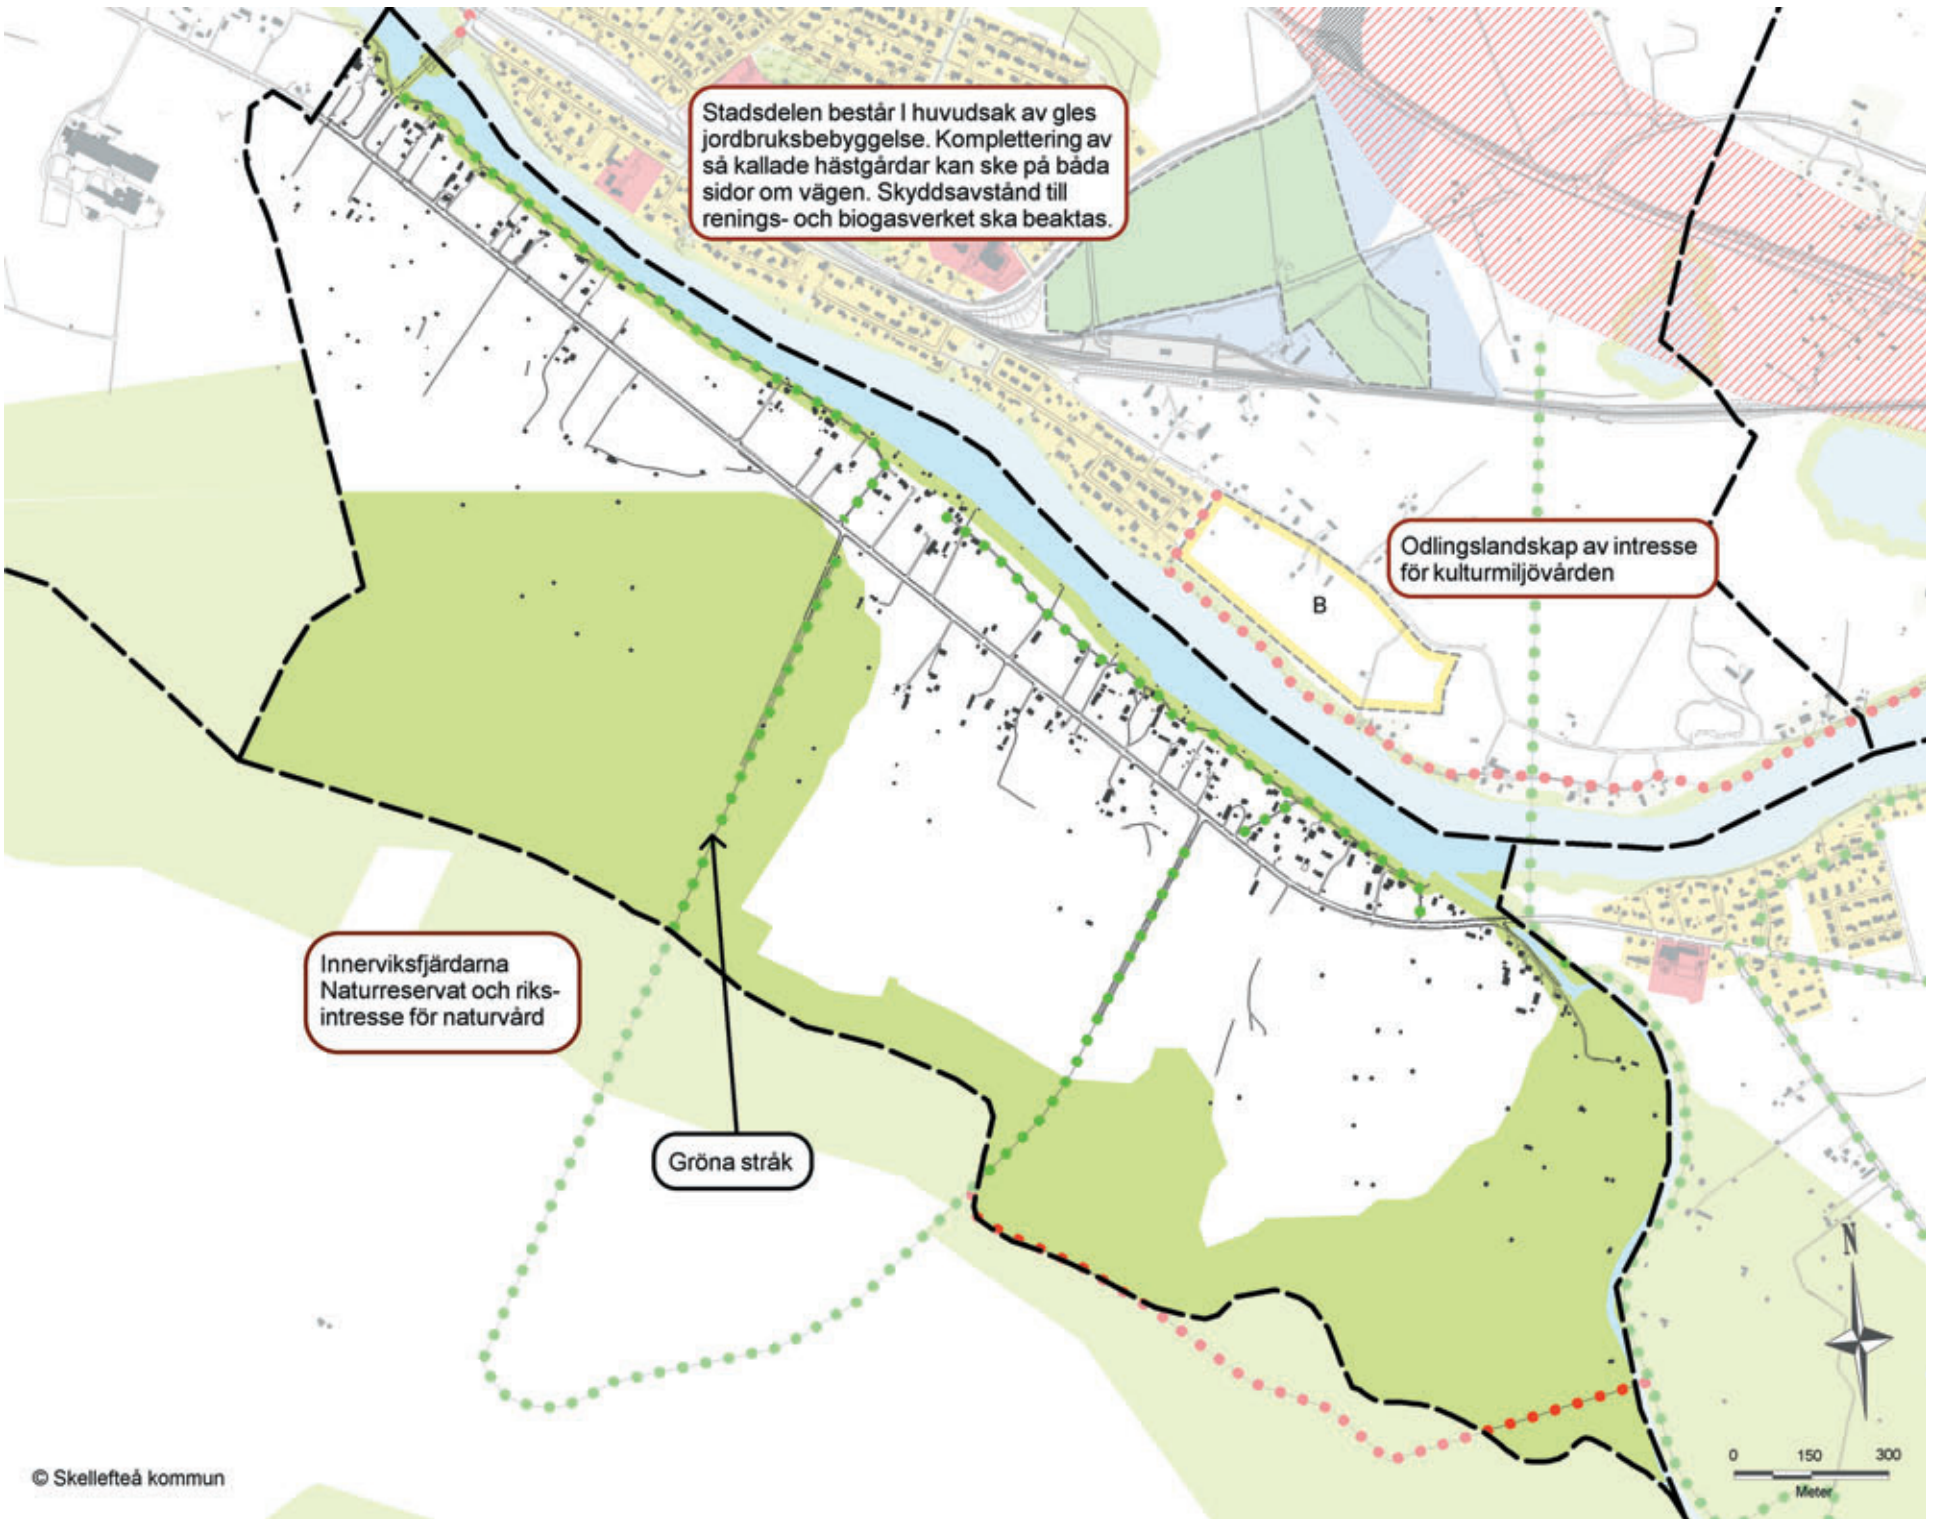 Stadsdelen består I huvudsak av gles
jordbruksbebyggelse. Komplettering av
så kallade hästgårdar kan ske på båda
sidor om vägen. Skyddsavstånd till
renings- och biogasverket ska beaktas.
Odlingslandskap av intresse
för kulturmiljövården
B
Innerviksfjärdarna
Naturreservat och riks-
intresse för naturvård
Gröna stråk
N
0 150 300
Meter
© Skellefteå kommun